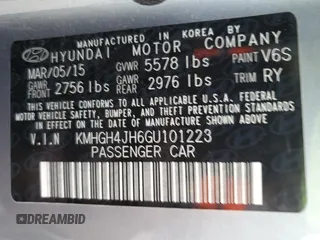 MANUFACTURED IN KOREA
HYUNDAI MOTOR COMPANY
MAR/05/15 GVWR 5578 lbs PAINT V6S
GAWR FRONT 2756 lbs GAWR REAR 2976 lbs TRIM RY
THIS VEHICLE CONFORMS TO ALL APPLICABLE U.S. FEDERAL
MOTOR VEHICLE SAFETY, BUMPER, AND THEFT PREVENTION
STANDARDS IN EFFECT ON THE DATE OF MANUFACTURE SHOWN ABOVE.
V.I.N KMHGH4JH6GU101223
PASSENGER CAR
DREAMBID